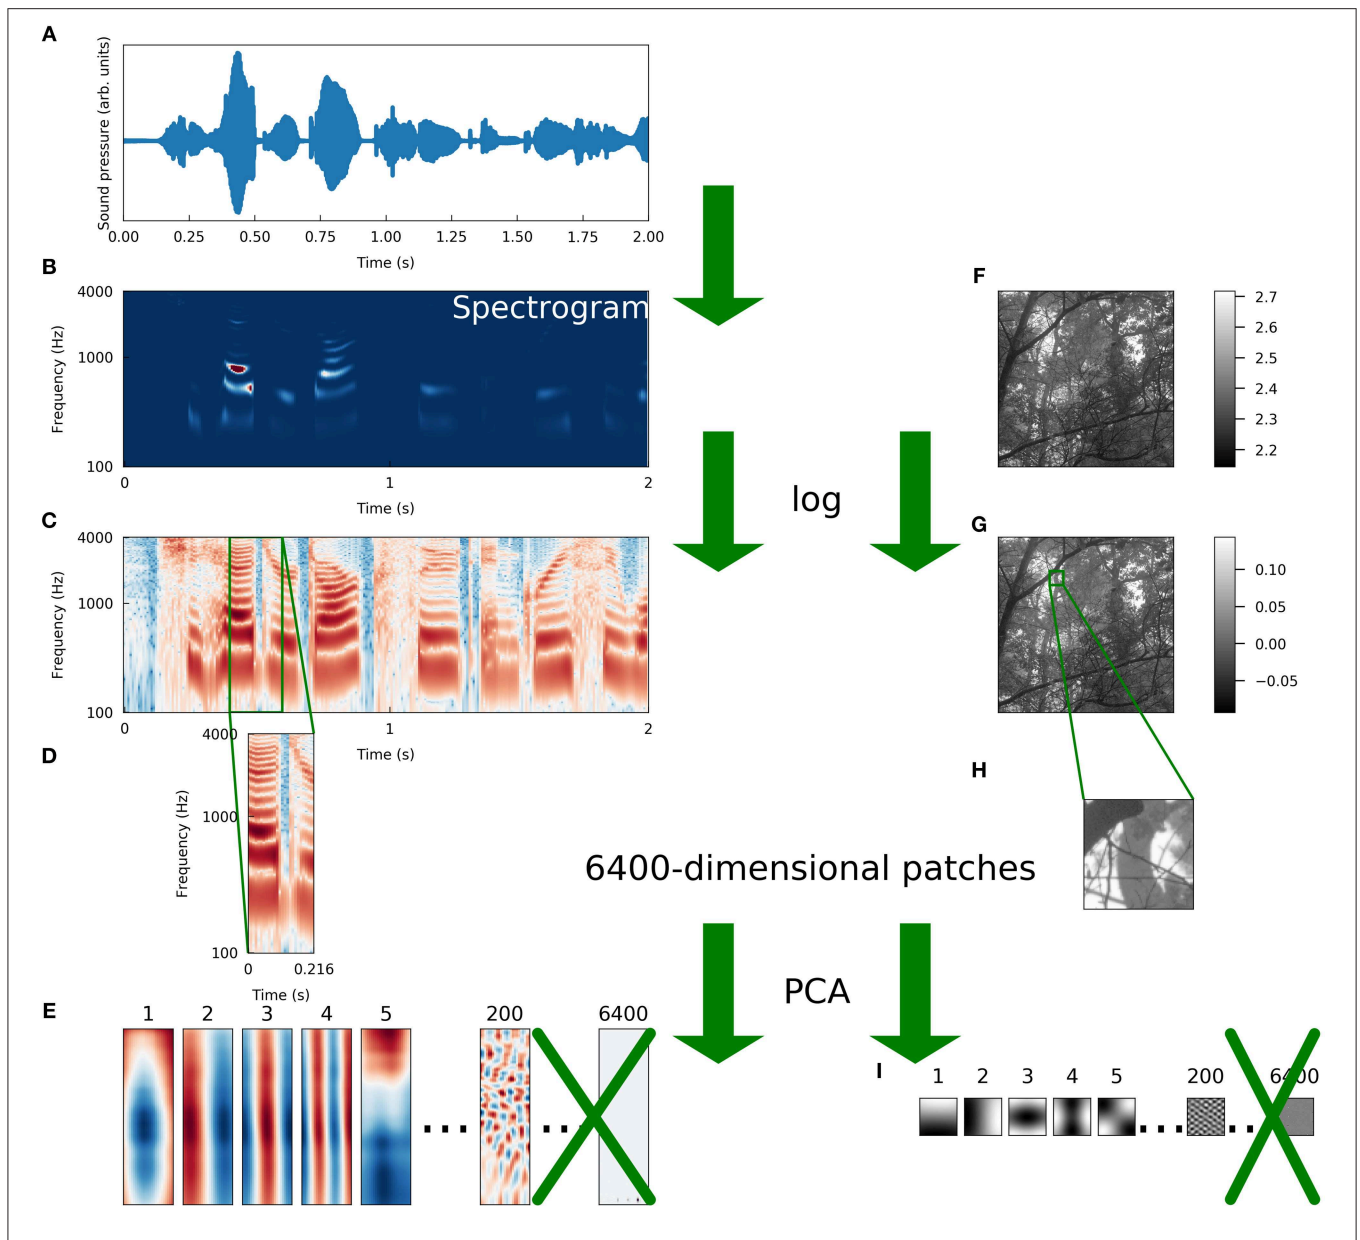 A
Sound pressure (arb. units)
0.00 0.25 0.50 0.75 1.00 1.25 1.50 1.75 2.00
Time (s)
B
4000
1000
100
Frequency (Hz)
Spectrogram
0 1 2
Time (s)
F
2.7
2.6
2.5
2.4
2.3
2.2
log
C
4000
1000
100
Frequency (Hz)
0 1 2
Time (s)
G
0.10
0.05
0.00
−0.05
D
4000
1000
100
Frequency (Hz)
0 0.216
Time (s)
H
6400-dimensional patches
PCA
E
1 2 3 4 5 200 6400
I
1 2 3 4 5 200 6400